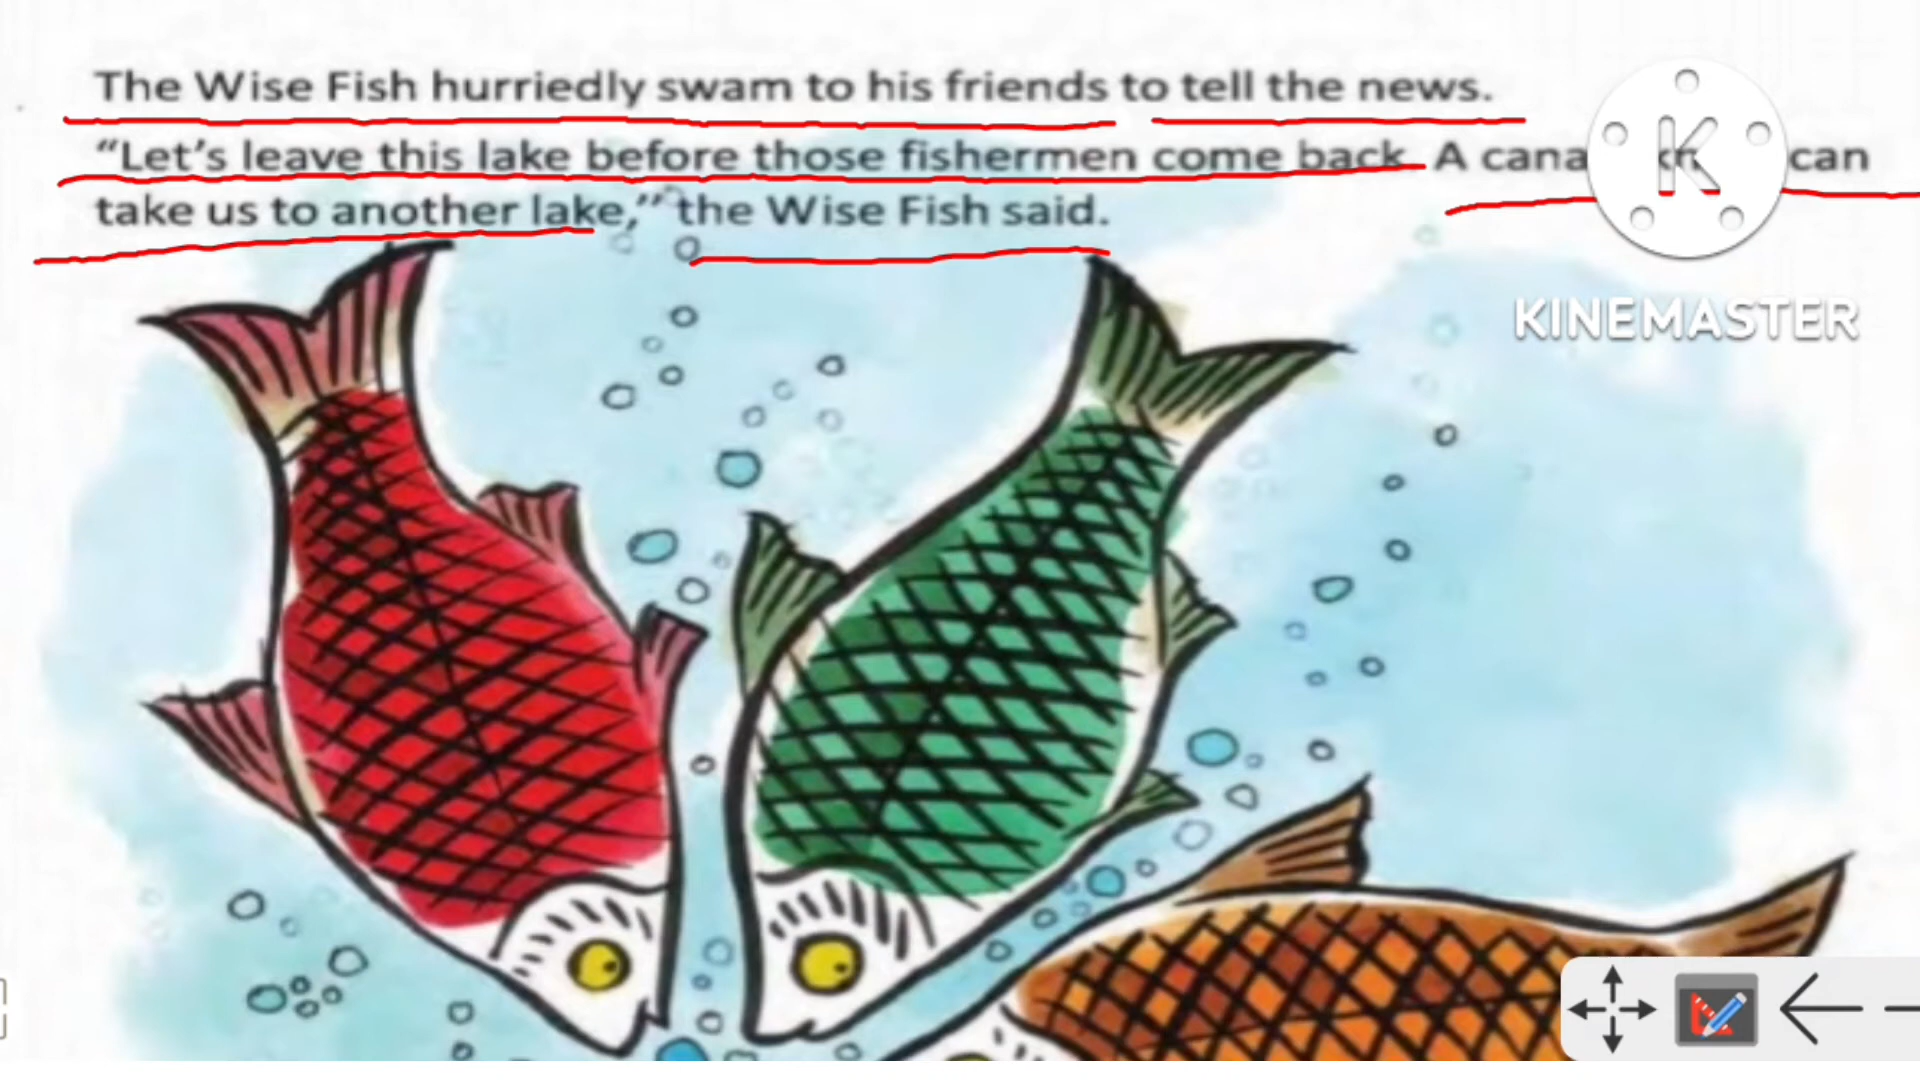 The Wise Fish hurriedly swam to his friends to tell the news.
“Let’s leave this lake before those fishermen come back. A can
take us to another lake,” the Wise Fish said.
K
KINEMASTER